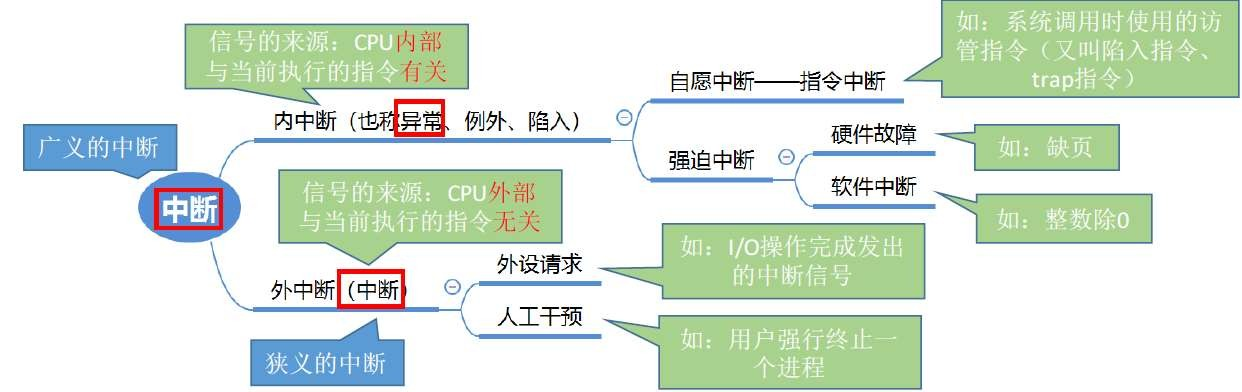 信号的来源：CPU内部
与当前执行的指令有关
如：系统调用时使用的访
管指令（又叫陷入指令、
trap指令）
自愿中断——指令中断
内中断（也称异常、例外、陷入）
硬件故障
如：缺页
广义的中断
强迫中断
软件中断
如：整数除0
中断
信号的来源：CPU外部
与当前执行的指令无关
外设请求
如：I/O操作完成发出
的中断信号
外中断（中断）
人工干预
如：用户强行终止一
个进程
狭义的中断